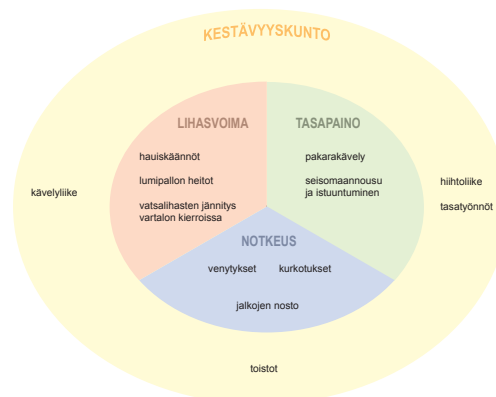 KESTÄVYYSKUNTO
LIHASVOIMA
hauiskäännöt
lumipallon heitot
vatsalihasten jännitys
vartalon kierroissa
TASAPAINO
pakarakävely
seisomaannousu
ja istuutuminen
kävelyliike
hiihtoliike
tasatyönnöt
NOTKEUS
venytykset
kurkotukset
jalkojen nosto
toistot